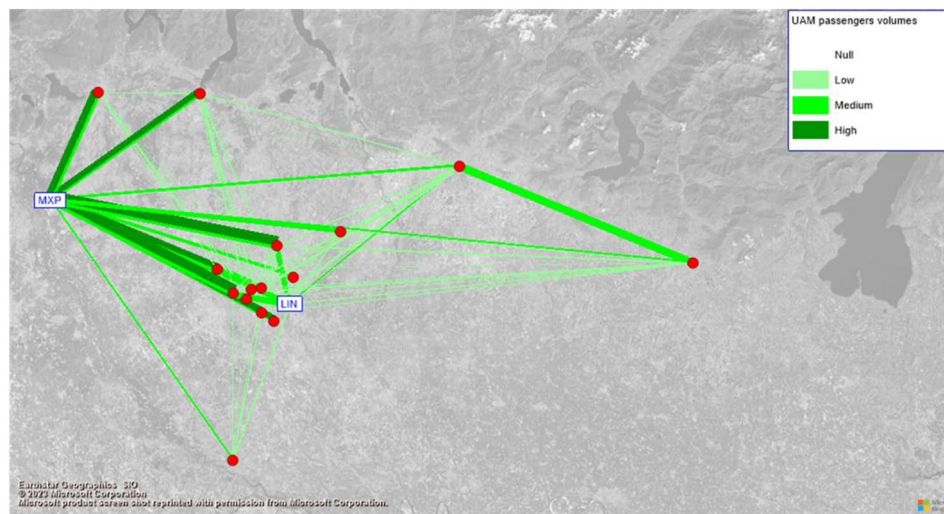 UAM passengers volumes
Null
Low
Medium
High
MXP
LIN
Earthstar Geographics SIO
© 2023 Microsoft Corporation
Microsoft product screen shot reprinted with permission from Microsoft Corporation.